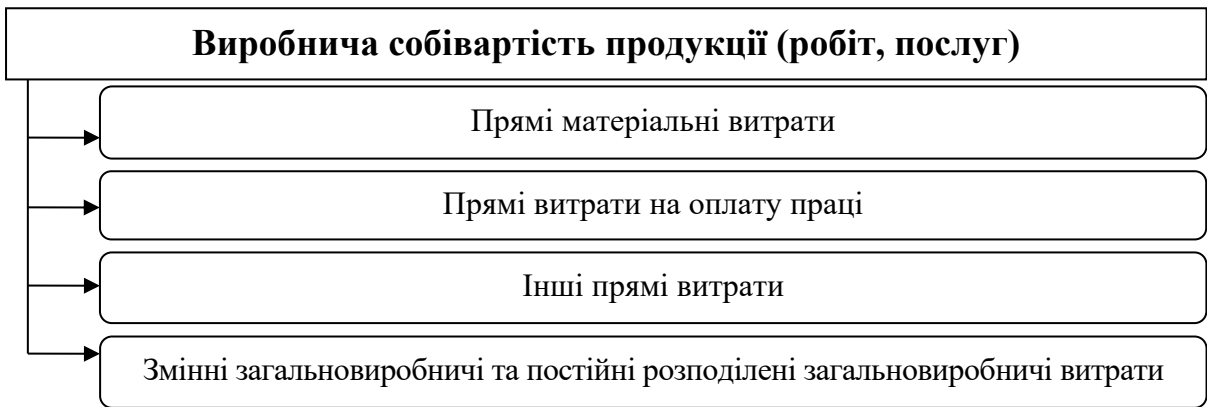 Виробнича собівартість продукції (робіт, послуг)
Прямі матеріальні витрати
Прямі витрати на оплату праці
Інші прямі витрати
Змінні загальновиробничі та постійні розподілені загальновиробничі витрати